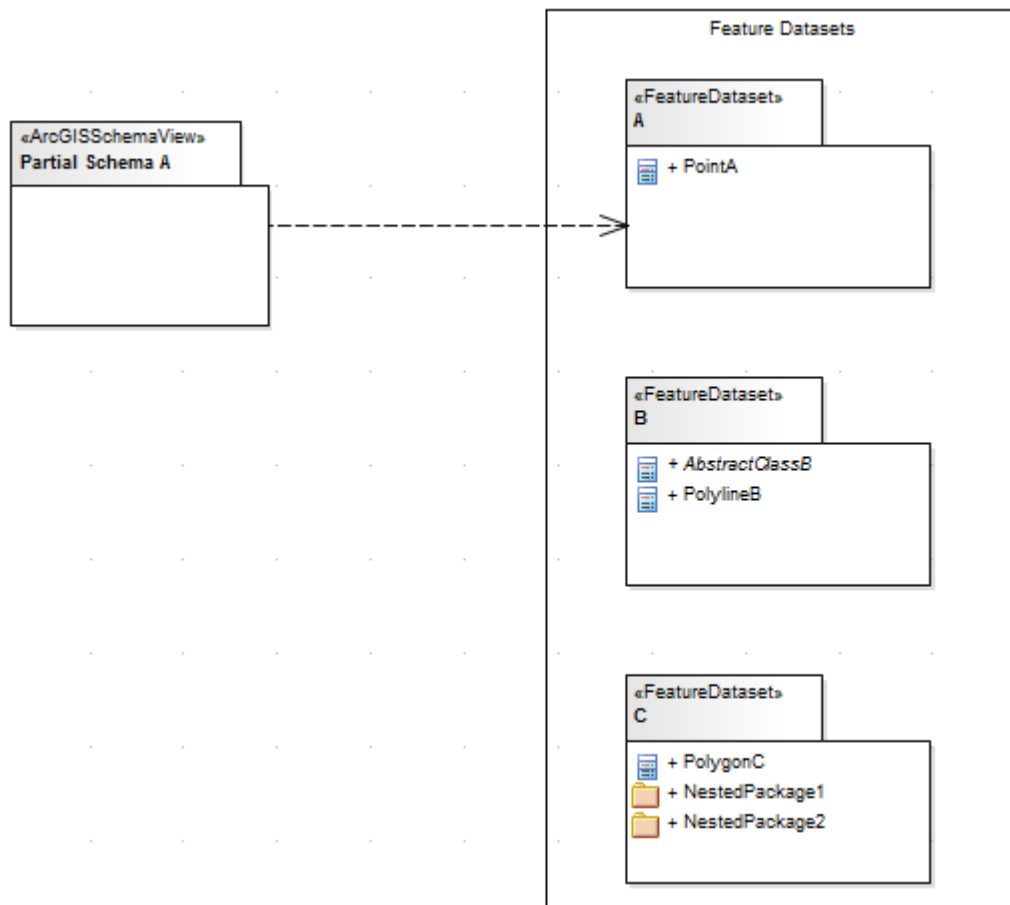 Feature Datasets
«FeatureDataset»
A
+ PointA
«ArcGISSchemaView»
Partial Schema A
«FeatureDataset»
B
+ AbstractClassB
+ PolylineB
«FeatureDataset»
C
+ PolygonC
+ NestedPackage1
+ NestedPackage2